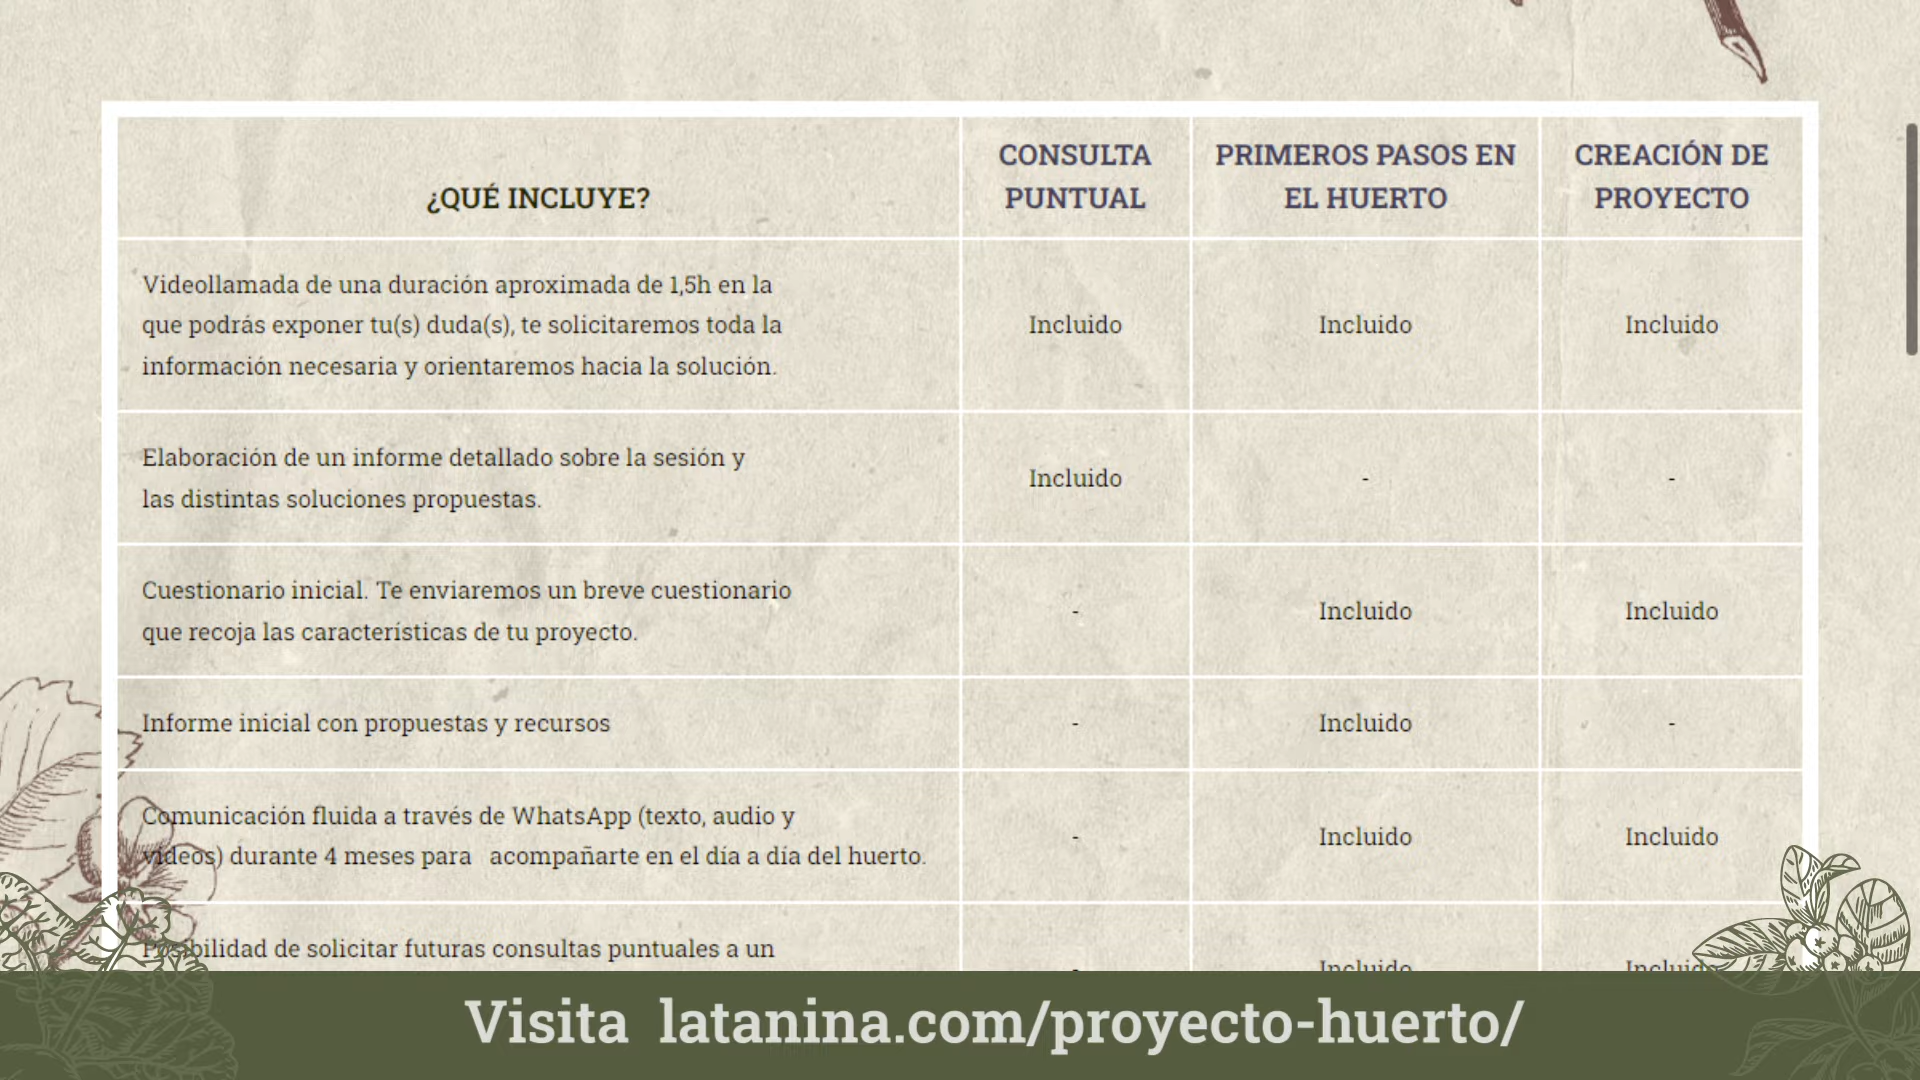 ¿QUÉ INCLUYE?
CONSULTA
PUNTUAL
PRIMEROS PASOS EN
EL HUERTO
CREACIÓN DE
PROYECTO
Videollamada de una duración aproximada de 1,5h en la
que podrás exponer tu(s) duda(s), te solicitaremos toda la
información necesaria y orientaremos hacia la solución.
Incluido
Incluido
Incluido
Elaboración de un informe detallado sobre la sesión y
las distintas soluciones propuestas.
Incluido
-
-
Cuestionario inicial. Te enviaremos un breve cuestionario
que recoja las características de tu proyecto.
-
Incluido
Incluido
Informe inicial con propuestas y recursos
-
Incluido
-
Comunicación fluida a través de WhatsApp (texto, audio y
videos) durante 4 meses para acompañarte en el día a día del huerto.
-
Incluido
Incluido
Posibilidad de solicitar futuras consultas puntuales a un
-
Incluido
Incluido
Visita latanina.com/proyecto-huerto/